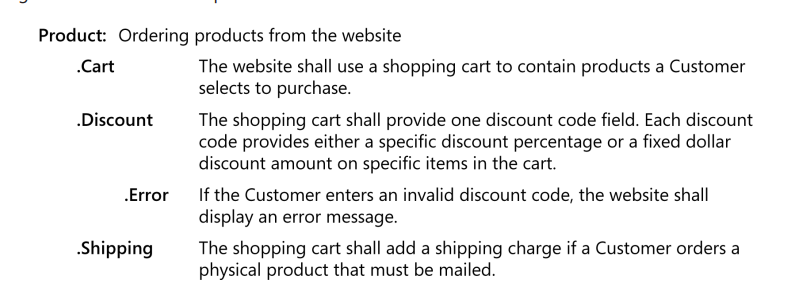 Product: Ordering products from the website
.Cart The website shall use a shopping cart to contain products a Customer
selects to purchase.
.Discount The shopping cart shall provide one discount code field. Each discount
code provides either a specific discount percentage or a fixed dollar
discount amount on specific items in the cart.
.Error If the Customer enters an invalid discount code, the website shall
display an error message.
.Shipping The shopping cart shall add a shipping charge if a Customer orders a
physical product that must be mailed.